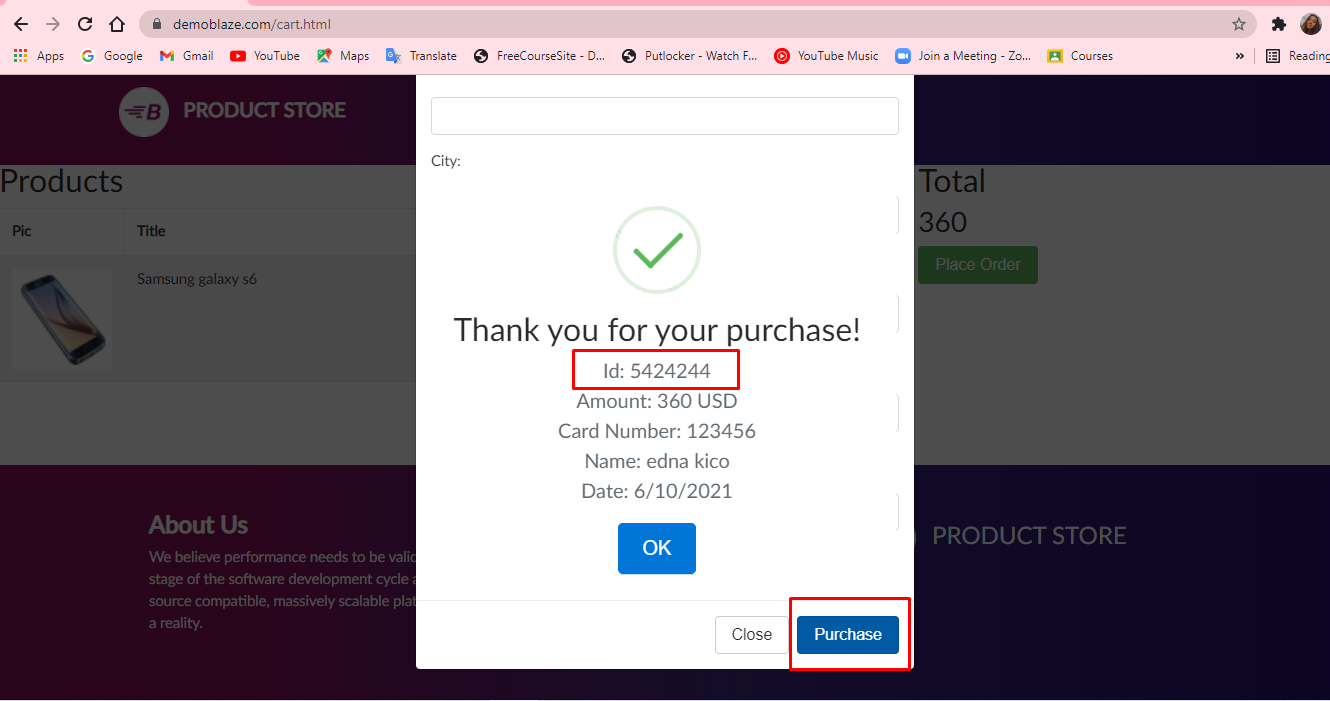 demoblaze.com/cart.html
Apps Google Gmail YouTube Maps Translate FreeCourseSite - D... Putlocker - Watch F... YouTube Music Join a Meeting - Zo... Courses » Reading
PRODUCT STORE
City:
Products
Total
Pic Title
360
Samsung galaxy s6
Place Order
Thank you for your purchase!
Id: 5424244
Amount: 360 USD
Card Number: 123456
Name: edna kico
Date: 6/10/2021
OK
About Us
We believe performance needs to be valid
stage of the software development cycle a
source compatible, massively scalable plat
a reality.
PRODUCT STORE
Close Purchase